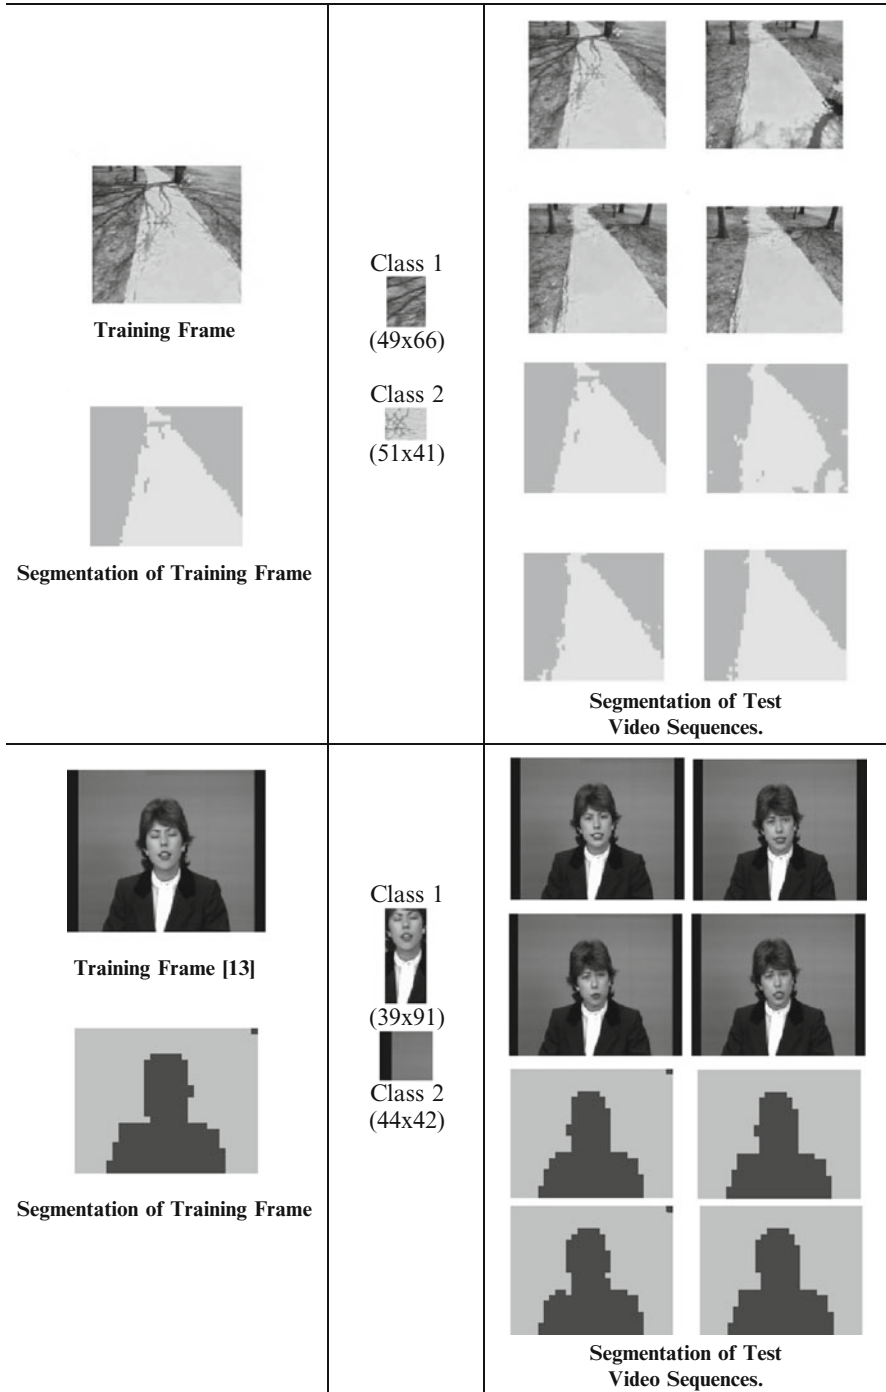 Training Frame
Segmentation of Training Frame
Class 1
(49x66)
Class 2
(51x41)
Segmentation of Test
Video Sequences.
Training Frame [13]
Segmentation of Training Frame
Class 1
(39x91)
Class 2
(44x42)
Segmentation of Test
Video Sequences.